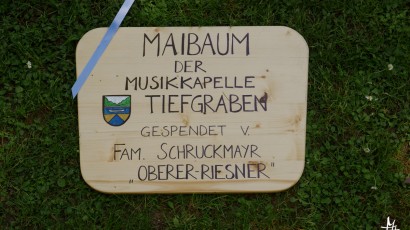 MAIBAUM
DER
MUSIKKAPELLE
TIEFGRABEN
GESPENDET V.
FAM. SCHRUCKMAYR
"OBERER-RIESNER"